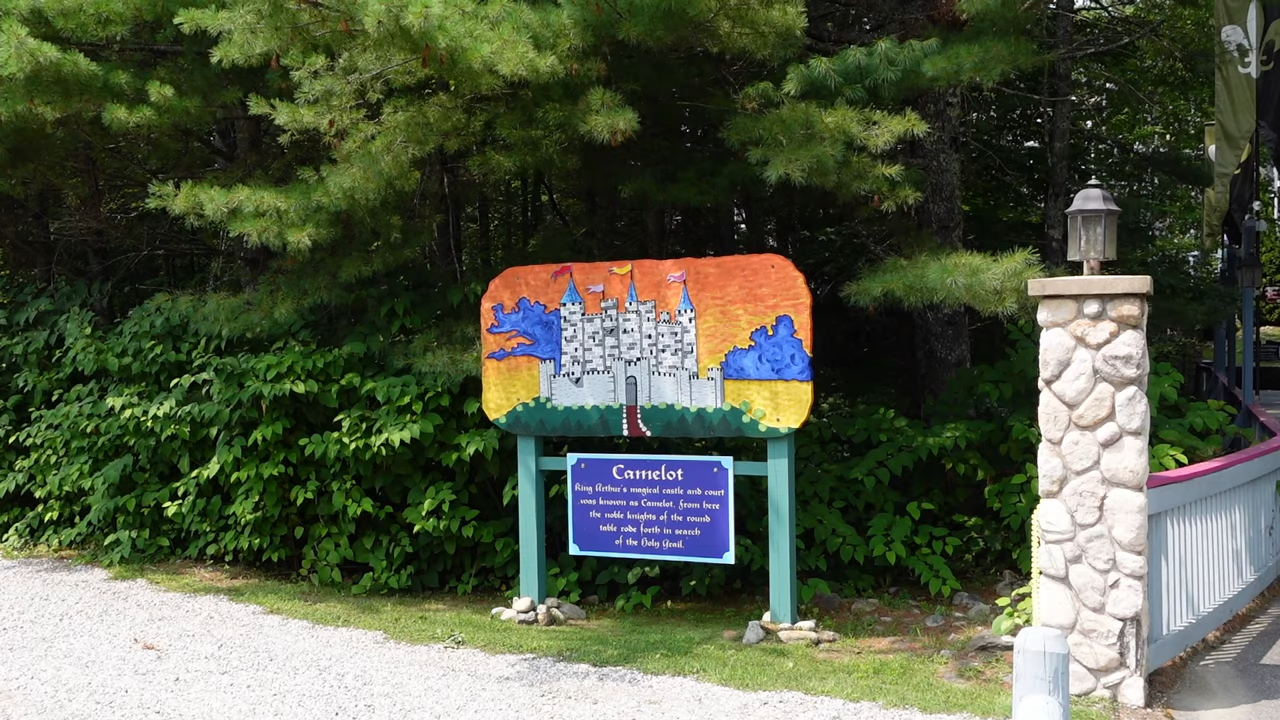 Camelot
King Arthur's magical castle and court
was known as Camelot. From here
the noble knights of the round
table rode forth in search
of the Holy Grail.